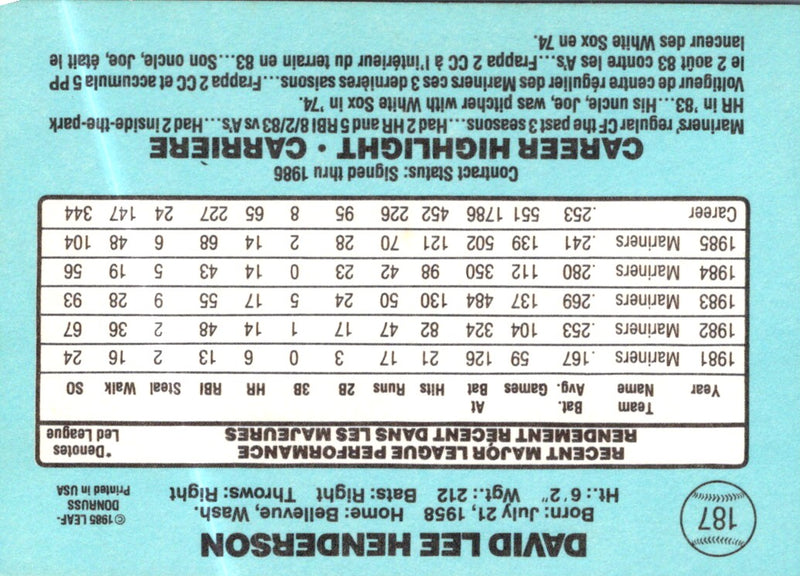 187
DAVID LEE HENDERSON
Born: July 21, 1958 Home: Bellevue, Wash.
Ht.: 6'2" Wgt.: 212 Bats: Right Throws: Right
©1985 LEAF-
DONRUSS
Printed in USA
RECENT MAJOR LEAGUE PERFORMANCE
RENDEMENT RÉCENT DANS LES MAJEURES
*Denotes
Led League
Year Team Name Bat. Avg. Games At Bat Hits Runs 2B 3B HR RBI Steal Walk SO
1981 Mariners .167 59 126 21 17 3 0 6 13 2 16 24
1982 Mariners .253 104 324 82 47 17 1 14 48 2 36 67
1983 Mariners .269 137 484 130 50 24 5 17 55 9 28 93
1984 Mariners .280 112 350 98 42 23 0 14 43 5 19 56
1985 Mariners .241 139 502 121 70 28 2 14 68 6 48 104
Career .253 551 1786 452 226 95 8 65 227 24 147 344
Contract Status: Signed thru 1986
CAREER HIGHLIGHT · CARRIÈRE
Mariners' regular CF the past 3 seasons...Had 2 HR and 5 RBI 8/2/83 vs A's...Had 2 inside-the-park-
HR in '83...His uncle, Joe, was pitcher with White Sox in '74.
Voltigeur de centre régulier des Mariners ces 3 dernières saisons...Frappa 2 CC et accumula 5 PP
le 2 août 83 contre les A's...Frappa 2 CC à l'intérieur du terrain en 83...Son oncle, Joe, était le
lanceur des White Sox en 74.